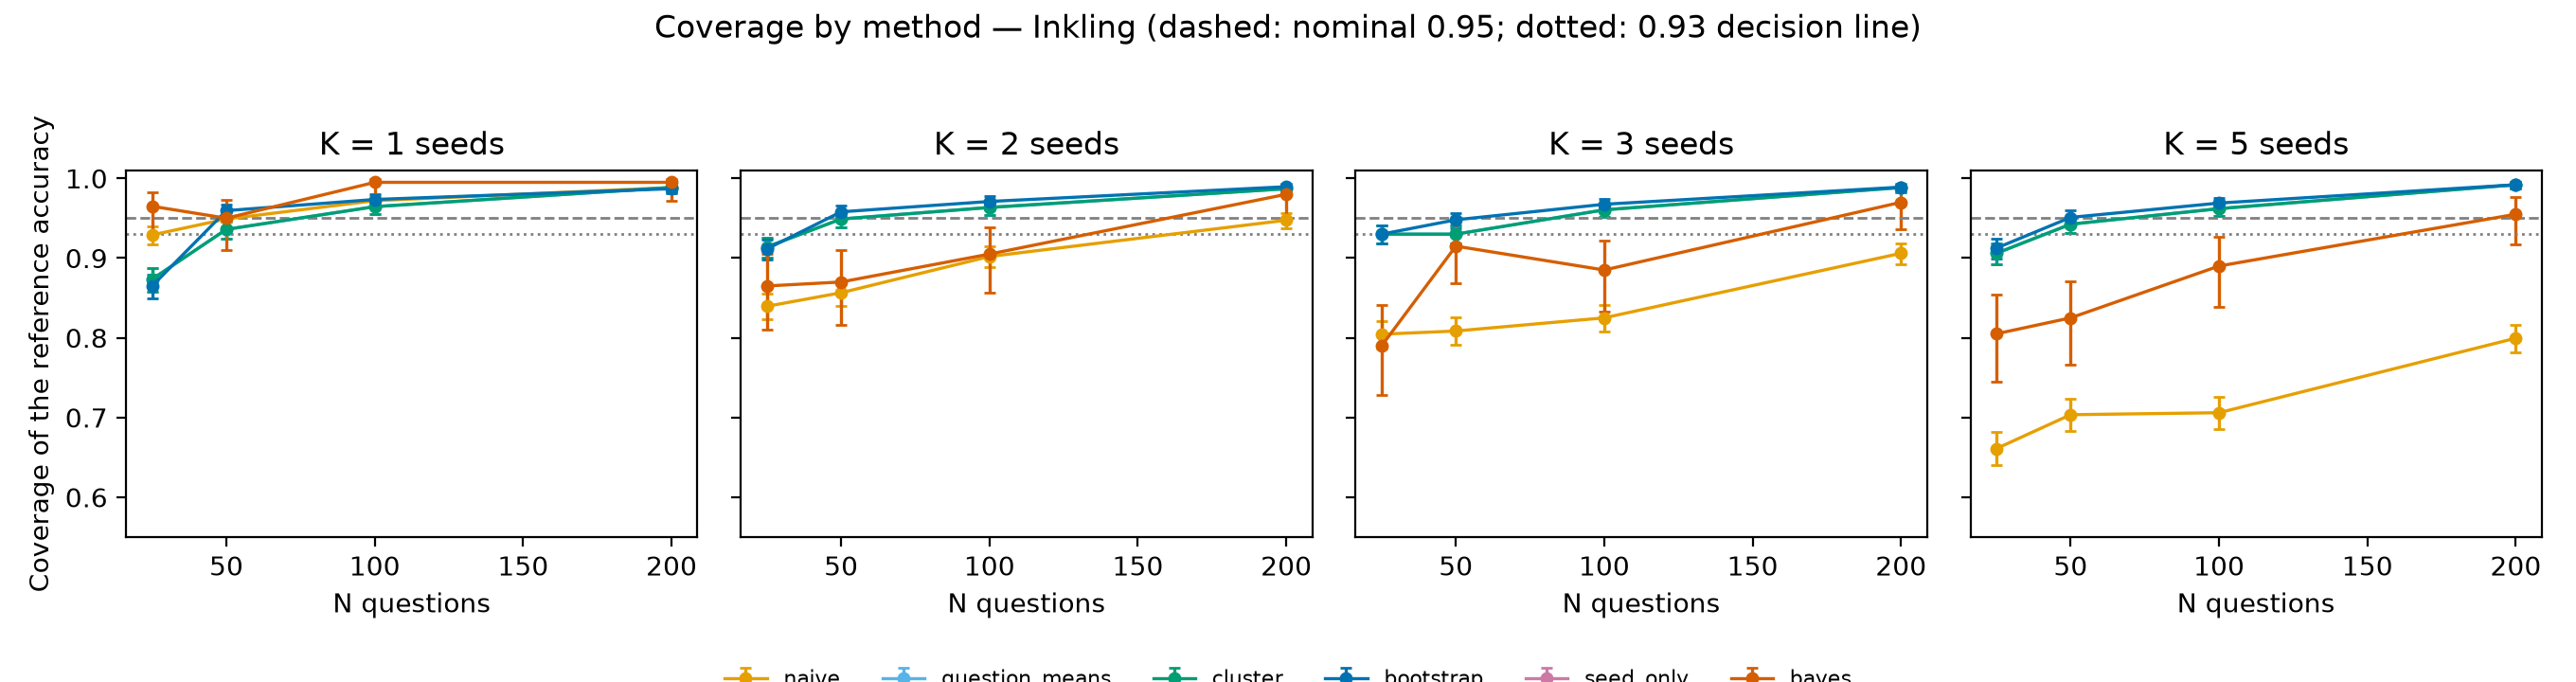 Coverage by method — Inkling (dashed: nominal 0.95; dotted: 0.93 decision line)
Coverage of the reference accuracy
K = 1 seeds
K = 2 seeds
K = 3 seeds
K = 5 seeds
1.0
0.9
0.8
0.7
0.6
50 100 150 200
50 100 150 200
50 100 150 200
50 100 150 200
N questions
N questions
N questions
N questions
naive question_means cluster bootstrap seed_only bayes